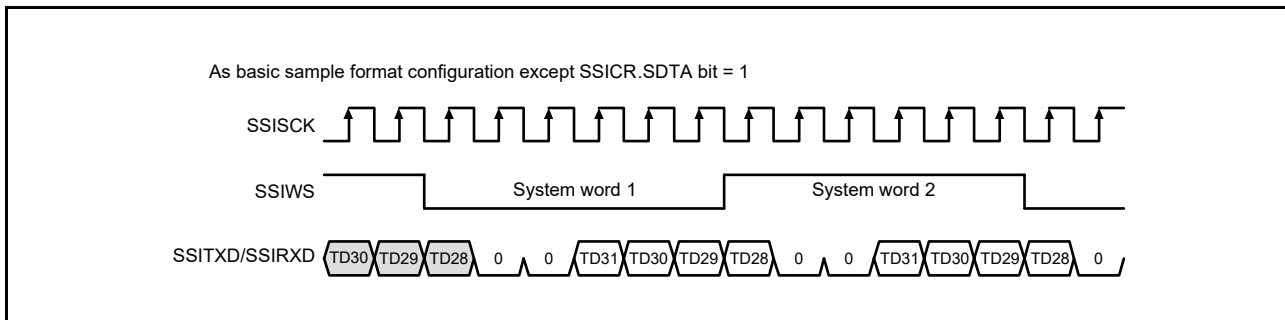 As basic sample format configuration except SSICR.SDTA bit = 1
SSISCK
SSIWS System word 1 System word 2
SSITXD/SSIRXD TD30 TD29 TD28 0 0 TD31 TD30 TD29 TD28 0 0 TD31 TD30 TD29 TD28 0